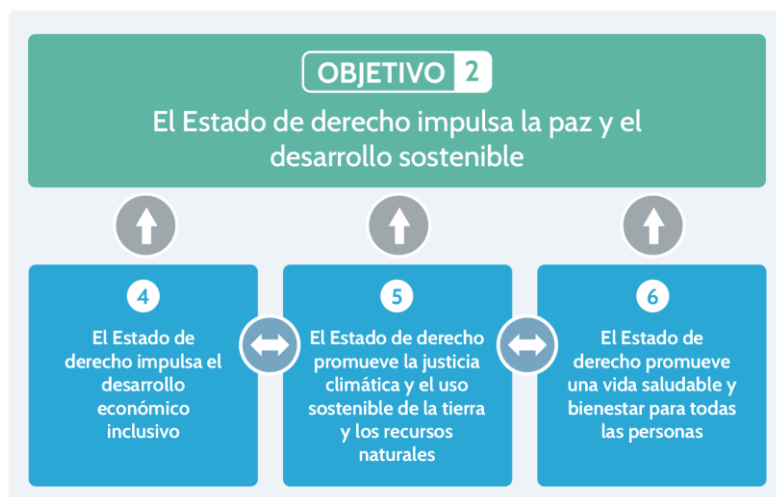 OBJETIVO 2
El Estado de derecho impulsa la paz y el
desarrollo sostenible
4
El Estado de
derecho impulsa el
desarrollo
económico
inclusivo
5
El Estado de derecho
promueve la justicia
climática y el uso
sostenible de la tierra
y los recursos
naturales
6
El Estado de
derecho promueve
una vida saludable y
bienestar para todas
las personas